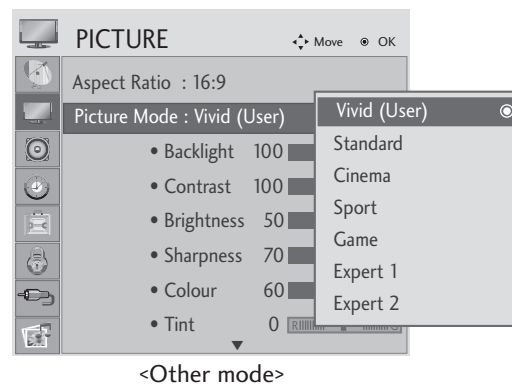 PICTURE
Move OK
Aspect Ratio : 16:9
Picture Mode : Vivid (User)
• Backlight 100
• Contrast 100
• Brightness 50
• Sharpness 70
• Colour 60
• Tint 0 R G
Vivid (User)
Standard
Cinema
Sport
Game
Expert 1
Expert 2
<Other mode>